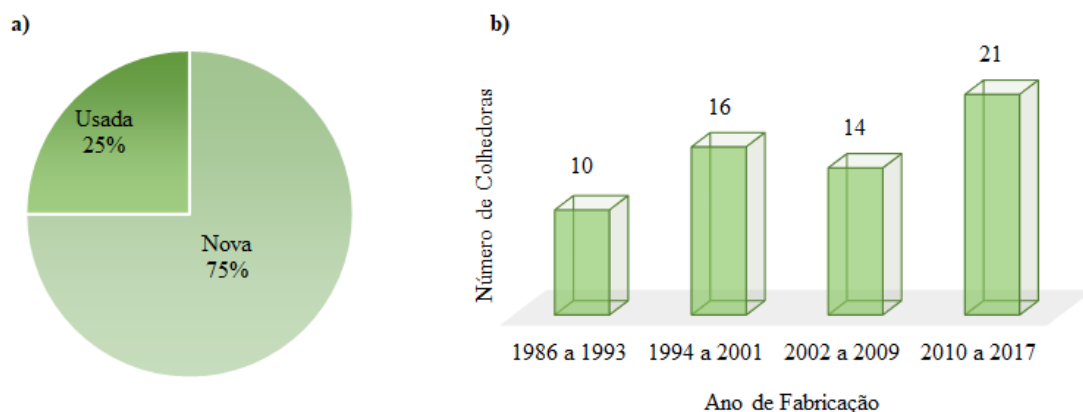 a)
Usada
25%
Nova
75%
b)
Número de Colhedoras
10
16
14
21
1986 a 1993
1994 a 2001
2002 a 2009
2010 a 2017
Ano de Fabricação